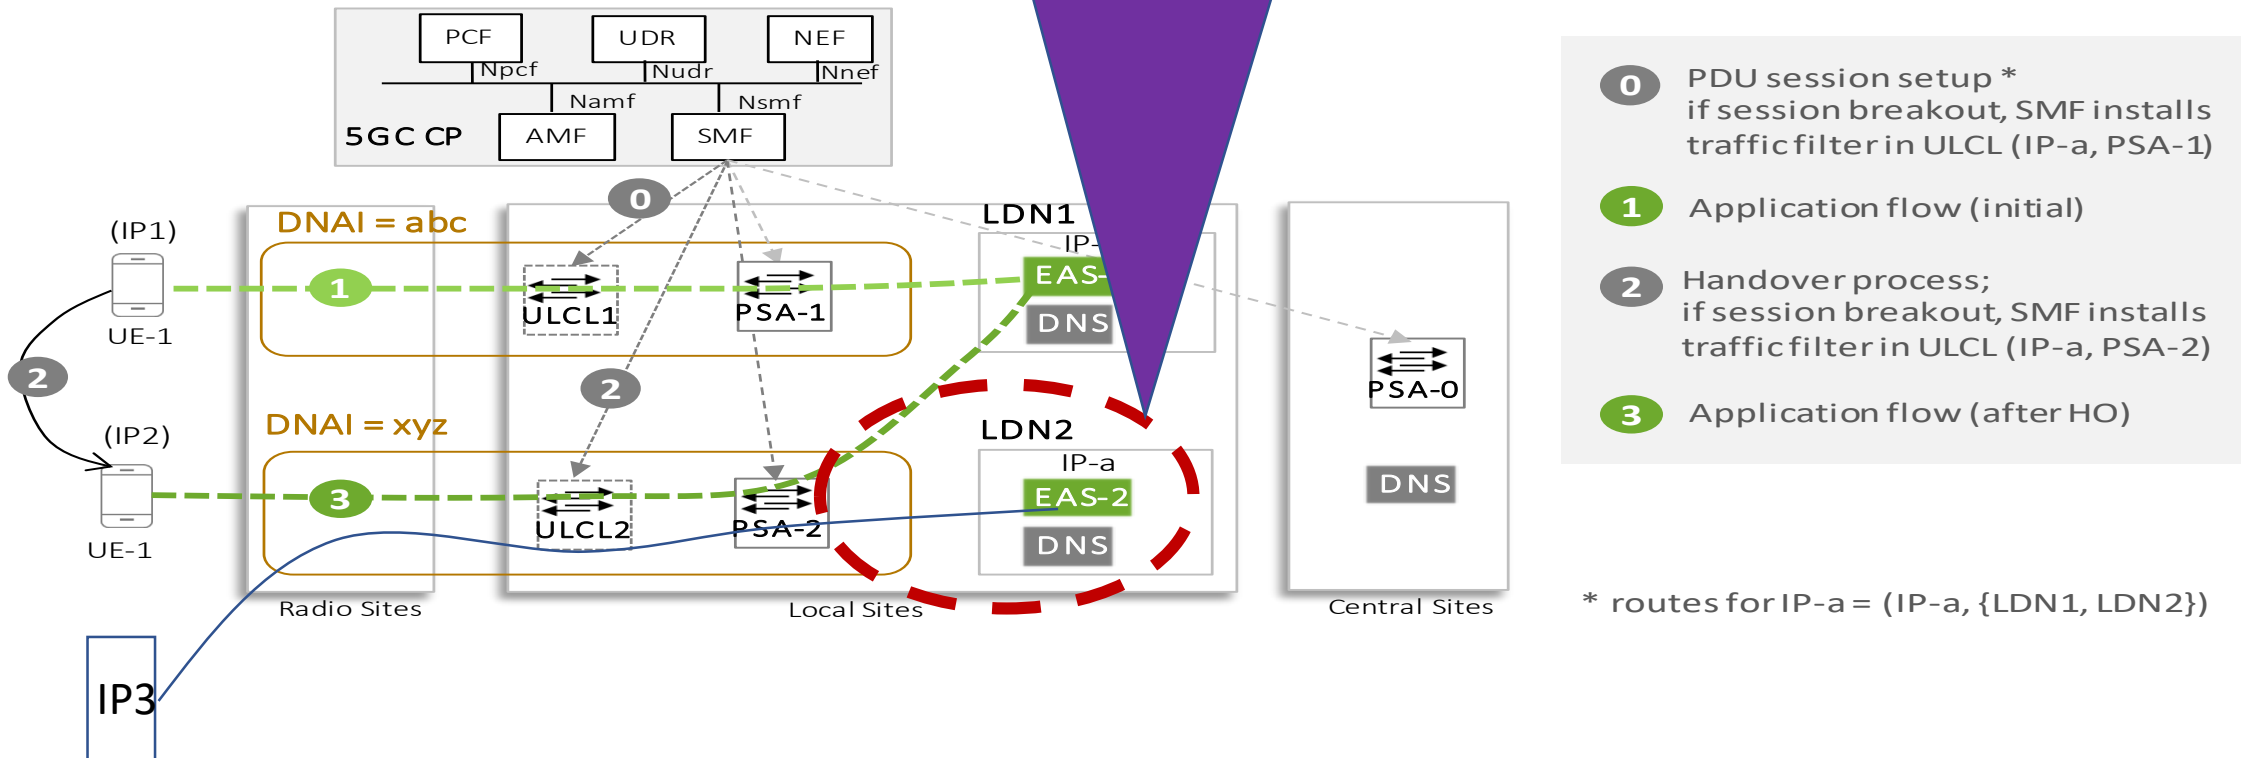 PCF
UDR
NEF
Npcf
Nudr
Nnef
Namf
Nsmf
5GC CP
AMF
SMF
0
(IP1)
DNAI = abc
LDN1
IP-
1
EAS-
ULCL1
PSA-1
DNS
UE-1
2
2
PSA-0
DNAI = xyz
LDN2
(IP2)
IP-a
3
EAS-2
DNS
ULCL2
PSA-2
DNS
UE-1
Radio Sites
Local Sites
Central Sites
IP3
0 PDU session setup *
if session breakout, SMF installs
traffic filter in ULCL (IP-a, PSA-1)
1 Application flow (initial)
2 Handover process;
if session breakout, SMF installs
traffic filter in ULCL (IP-a, PSA-2)
3 Application flow (after HO)
* routes for IP-a = (IP-a, {LDN1, LDN2})